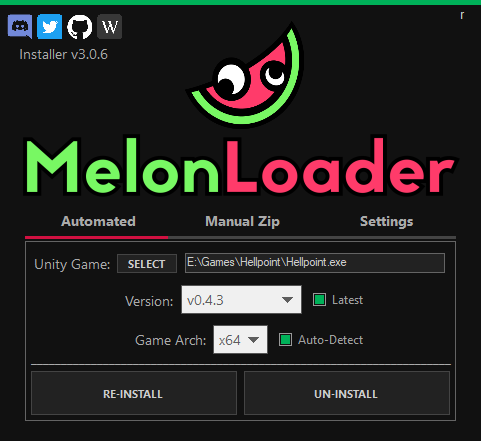 r
W
Installer v3.0.6
MelonLoader
Automated Manual Zip Settings
Unity Game: SELECT E:\Games\Hellpoint\Hellpoint.exe
Version: v0.4.3 Latest
Game Arch: x64 Auto-Detect
RE-INSTALL UN-INSTALL